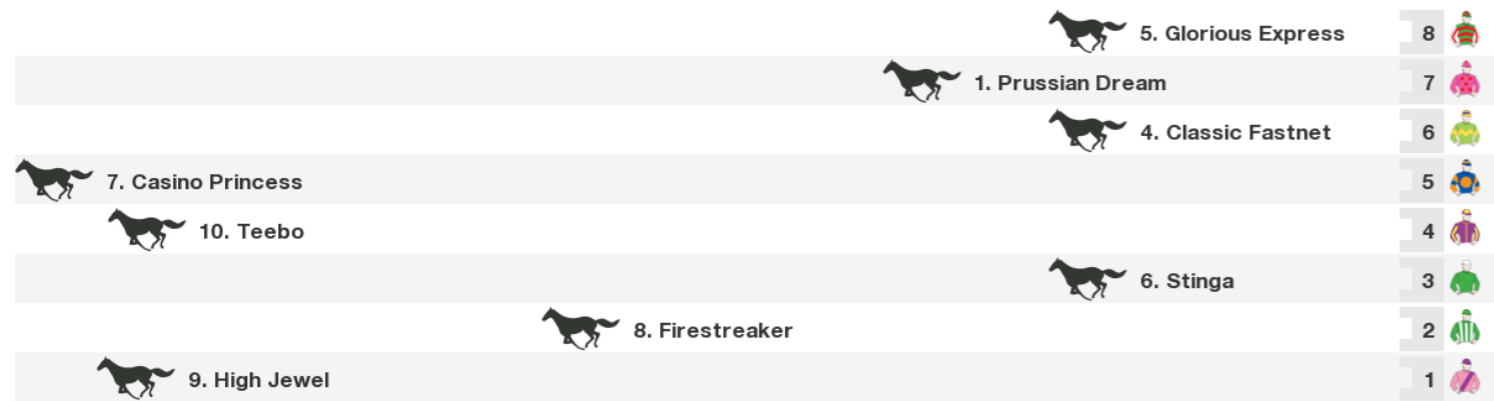 5. Glorious Express 8
1. Prussian Dream 7
4. Classic Fastnet 6
7. Casino Princess 5
10. Teebo 4
6. Stinga 3
8. Firestreaker 2
9. High Jewel 1